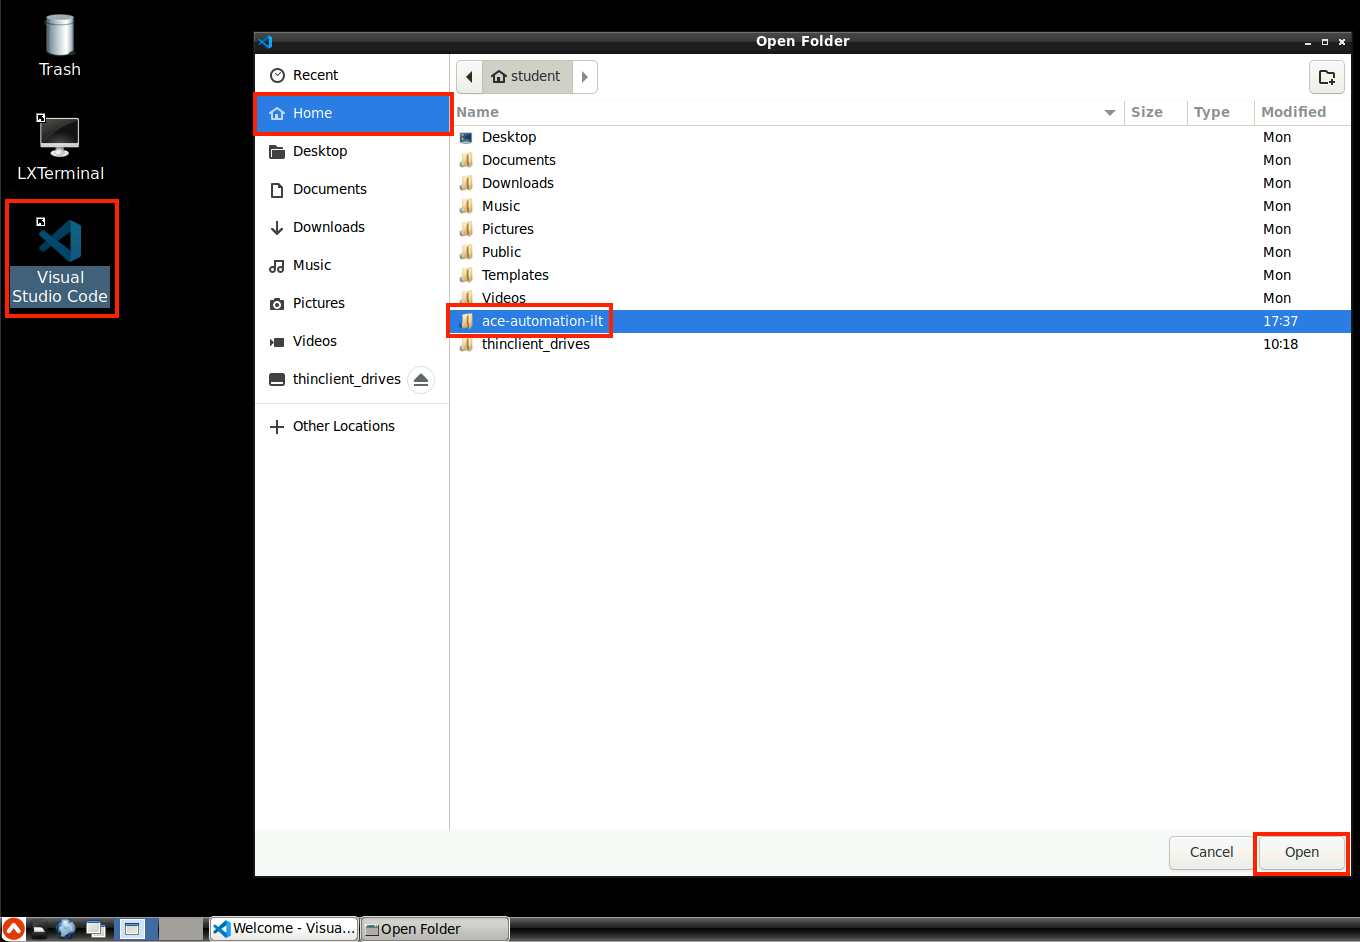 Trash
LXTerminal
Visual
Studio Code
Open Folder
Recent
Home
Desktop
Documents
Downloads
Music
Pictures
Videos
thinclient_drives
Other Locations
student
Name Size Type Modified
Desktop Mon
Documents Mon
Downloads Mon
Music Mon
Pictures Mon
Public Mon
Templates Mon
Videos Mon
ace-automation-ilt 17:37
thinclient_drives 10:18
Cancel Open
Welcome - Visua... Open Folder